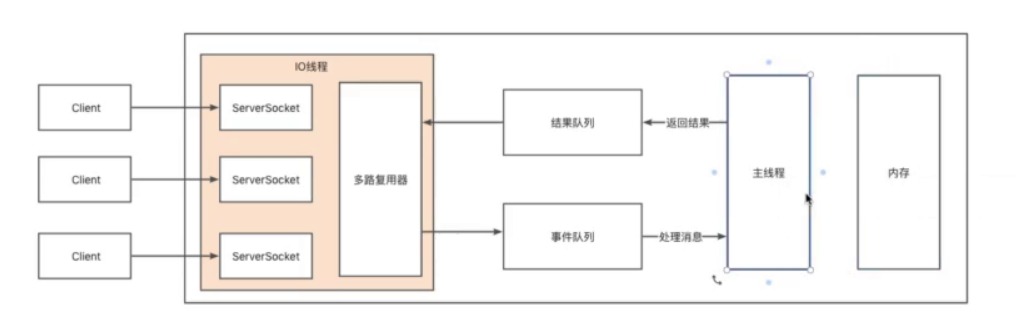 IO线程
Client
ServerSocket
Client
ServerSocket
Client
ServerSocket
多路复用器
结果队列
返回结果
事件队列
处理消息
主线程
内存